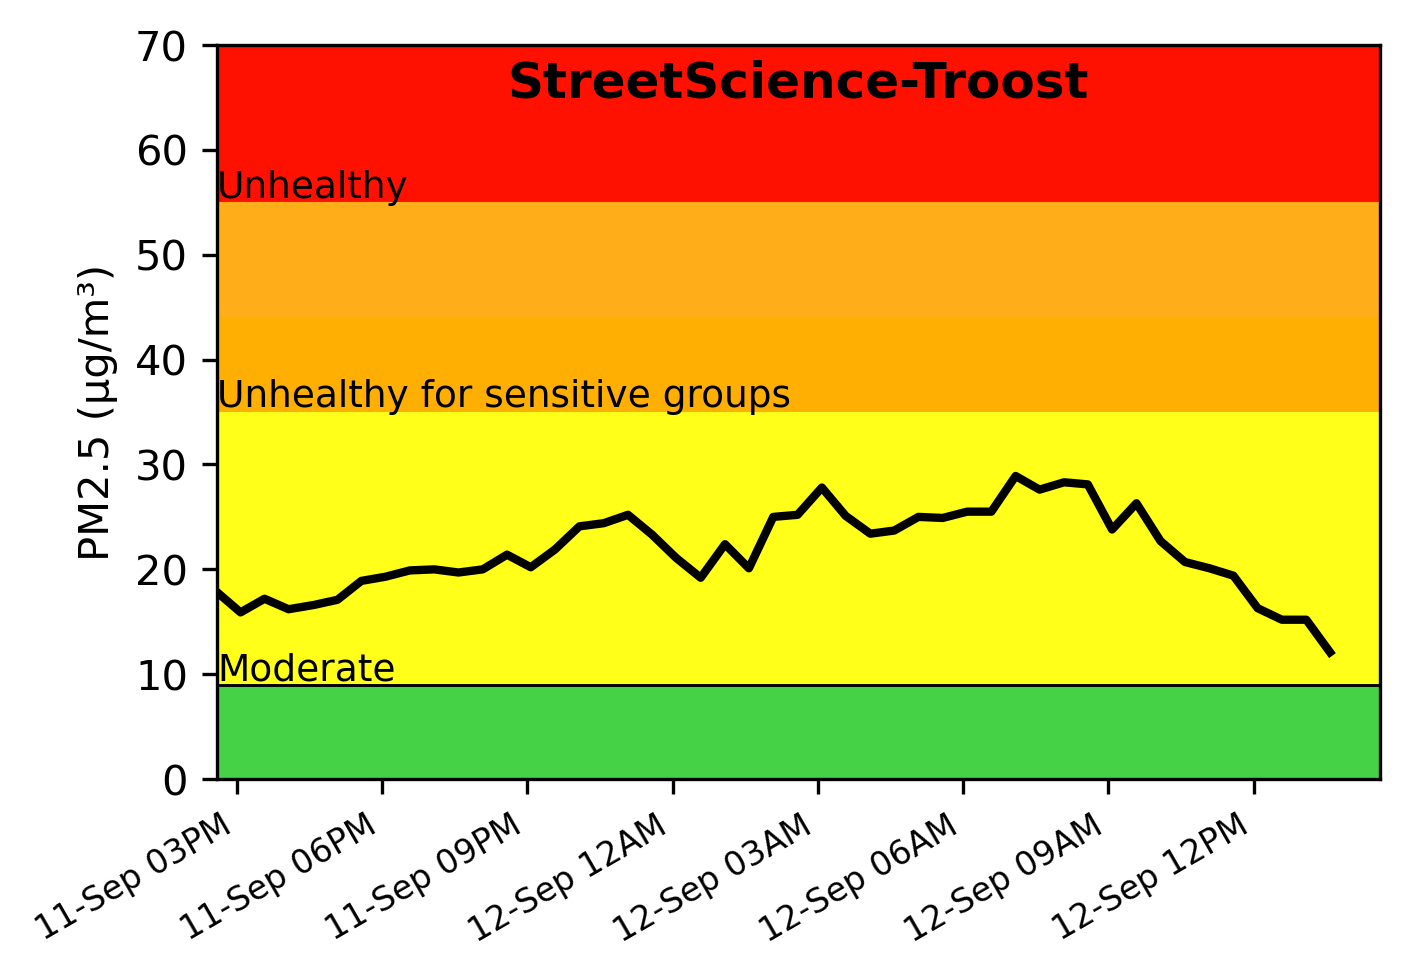 StreetScience-Troost
70
60
50
40
30
20
10
0
PM2.5 (µg/m³)
Unhealthy
Unhealthy for sensitive groups
Moderate
11-Sep 03PM
11-Sep 06PM
11-Sep 09PM
12-Sep 12AM
12-Sep 03AM
12-Sep 06AM
12-Sep 09AM
12-Sep 12PM